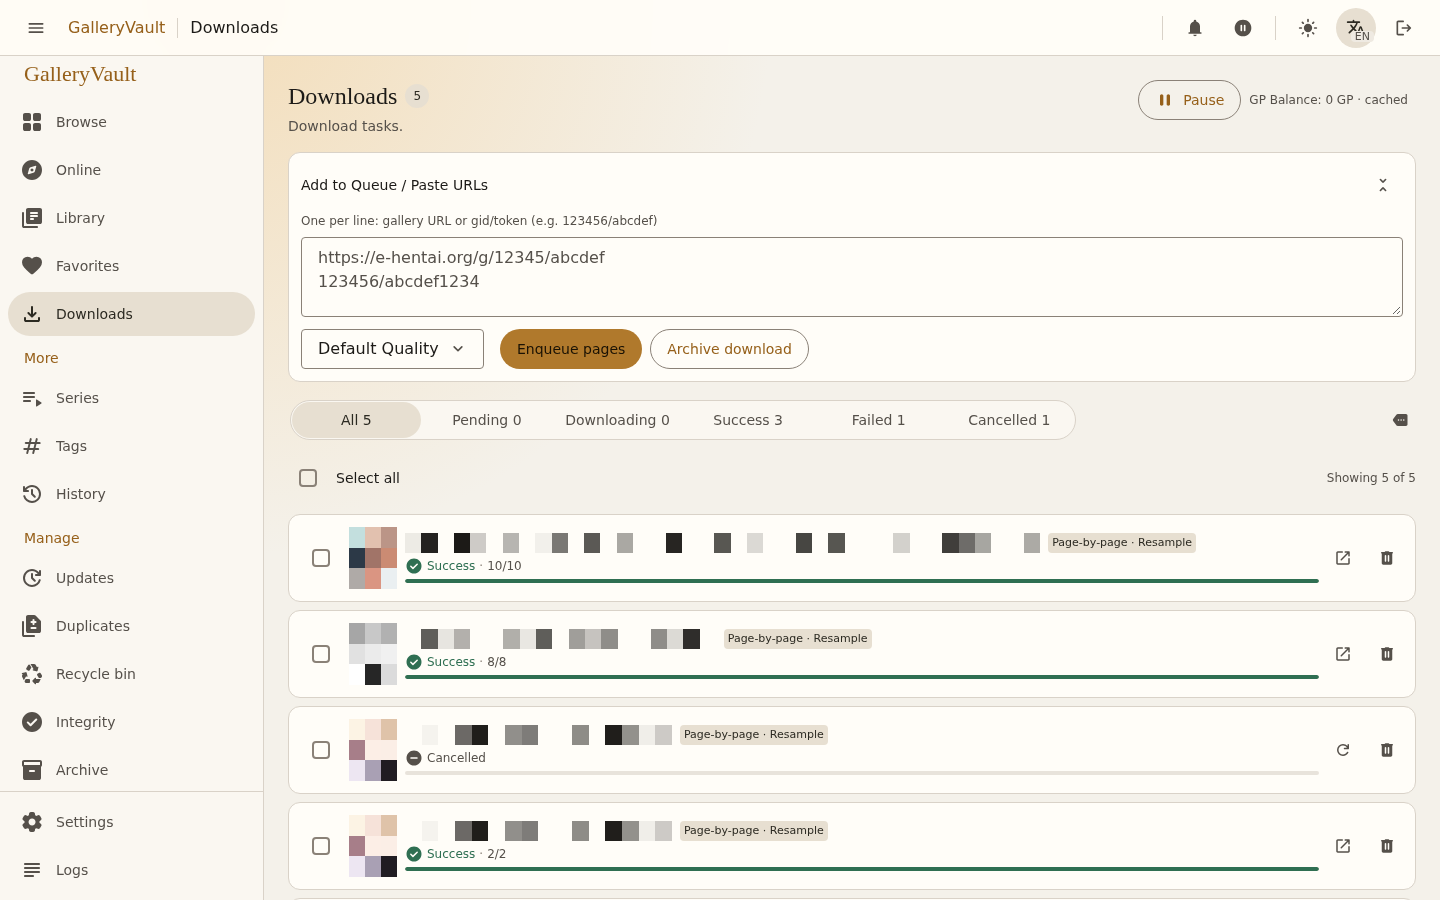 GalleryVault
Downloads
EN
GalleryVault
Browse
Online
Library
Favorites
Downloads
More
Series
Tags
History
Manage
Updates
Duplicates
Recycle bin
Integrity
Archive
Settings
Logs
Downloads 5
Download tasks.
Pause
GP Balance: 0 GP · cached
Add to Queue / Paste URLs
One per line: gallery URL or gid/token (e.g. 123456/abcdef)
https://e-hentai.org/g/12345/abcdef
123456/abcdef1234
Default Quality
Enqueue pages
Archive download
All 5
Pending 0
Downloading 0
Success 3
Failed 1
Cancelled 1
Select all
Showing 5 of 5
Page-by-page · Resample
Success · 10/10
Page-by-page · Resample
Success · 8/8
Page-by-page · Resample
Cancelled
Page-by-page · Resample
Success · 2/2